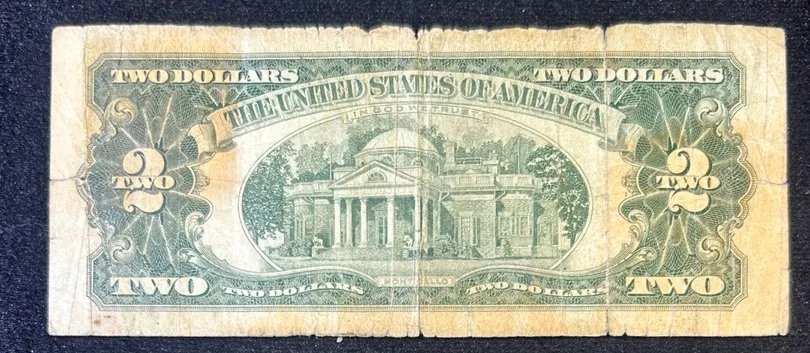 TWO DOLLARS TWO DOLLARS
THE UNITED STATES OF AMERICA
IN GOD WE TRUST
2 2
TWO TWO
MONTICELLO
TWO TWO DOLLARS TWO DOLLARS TWO